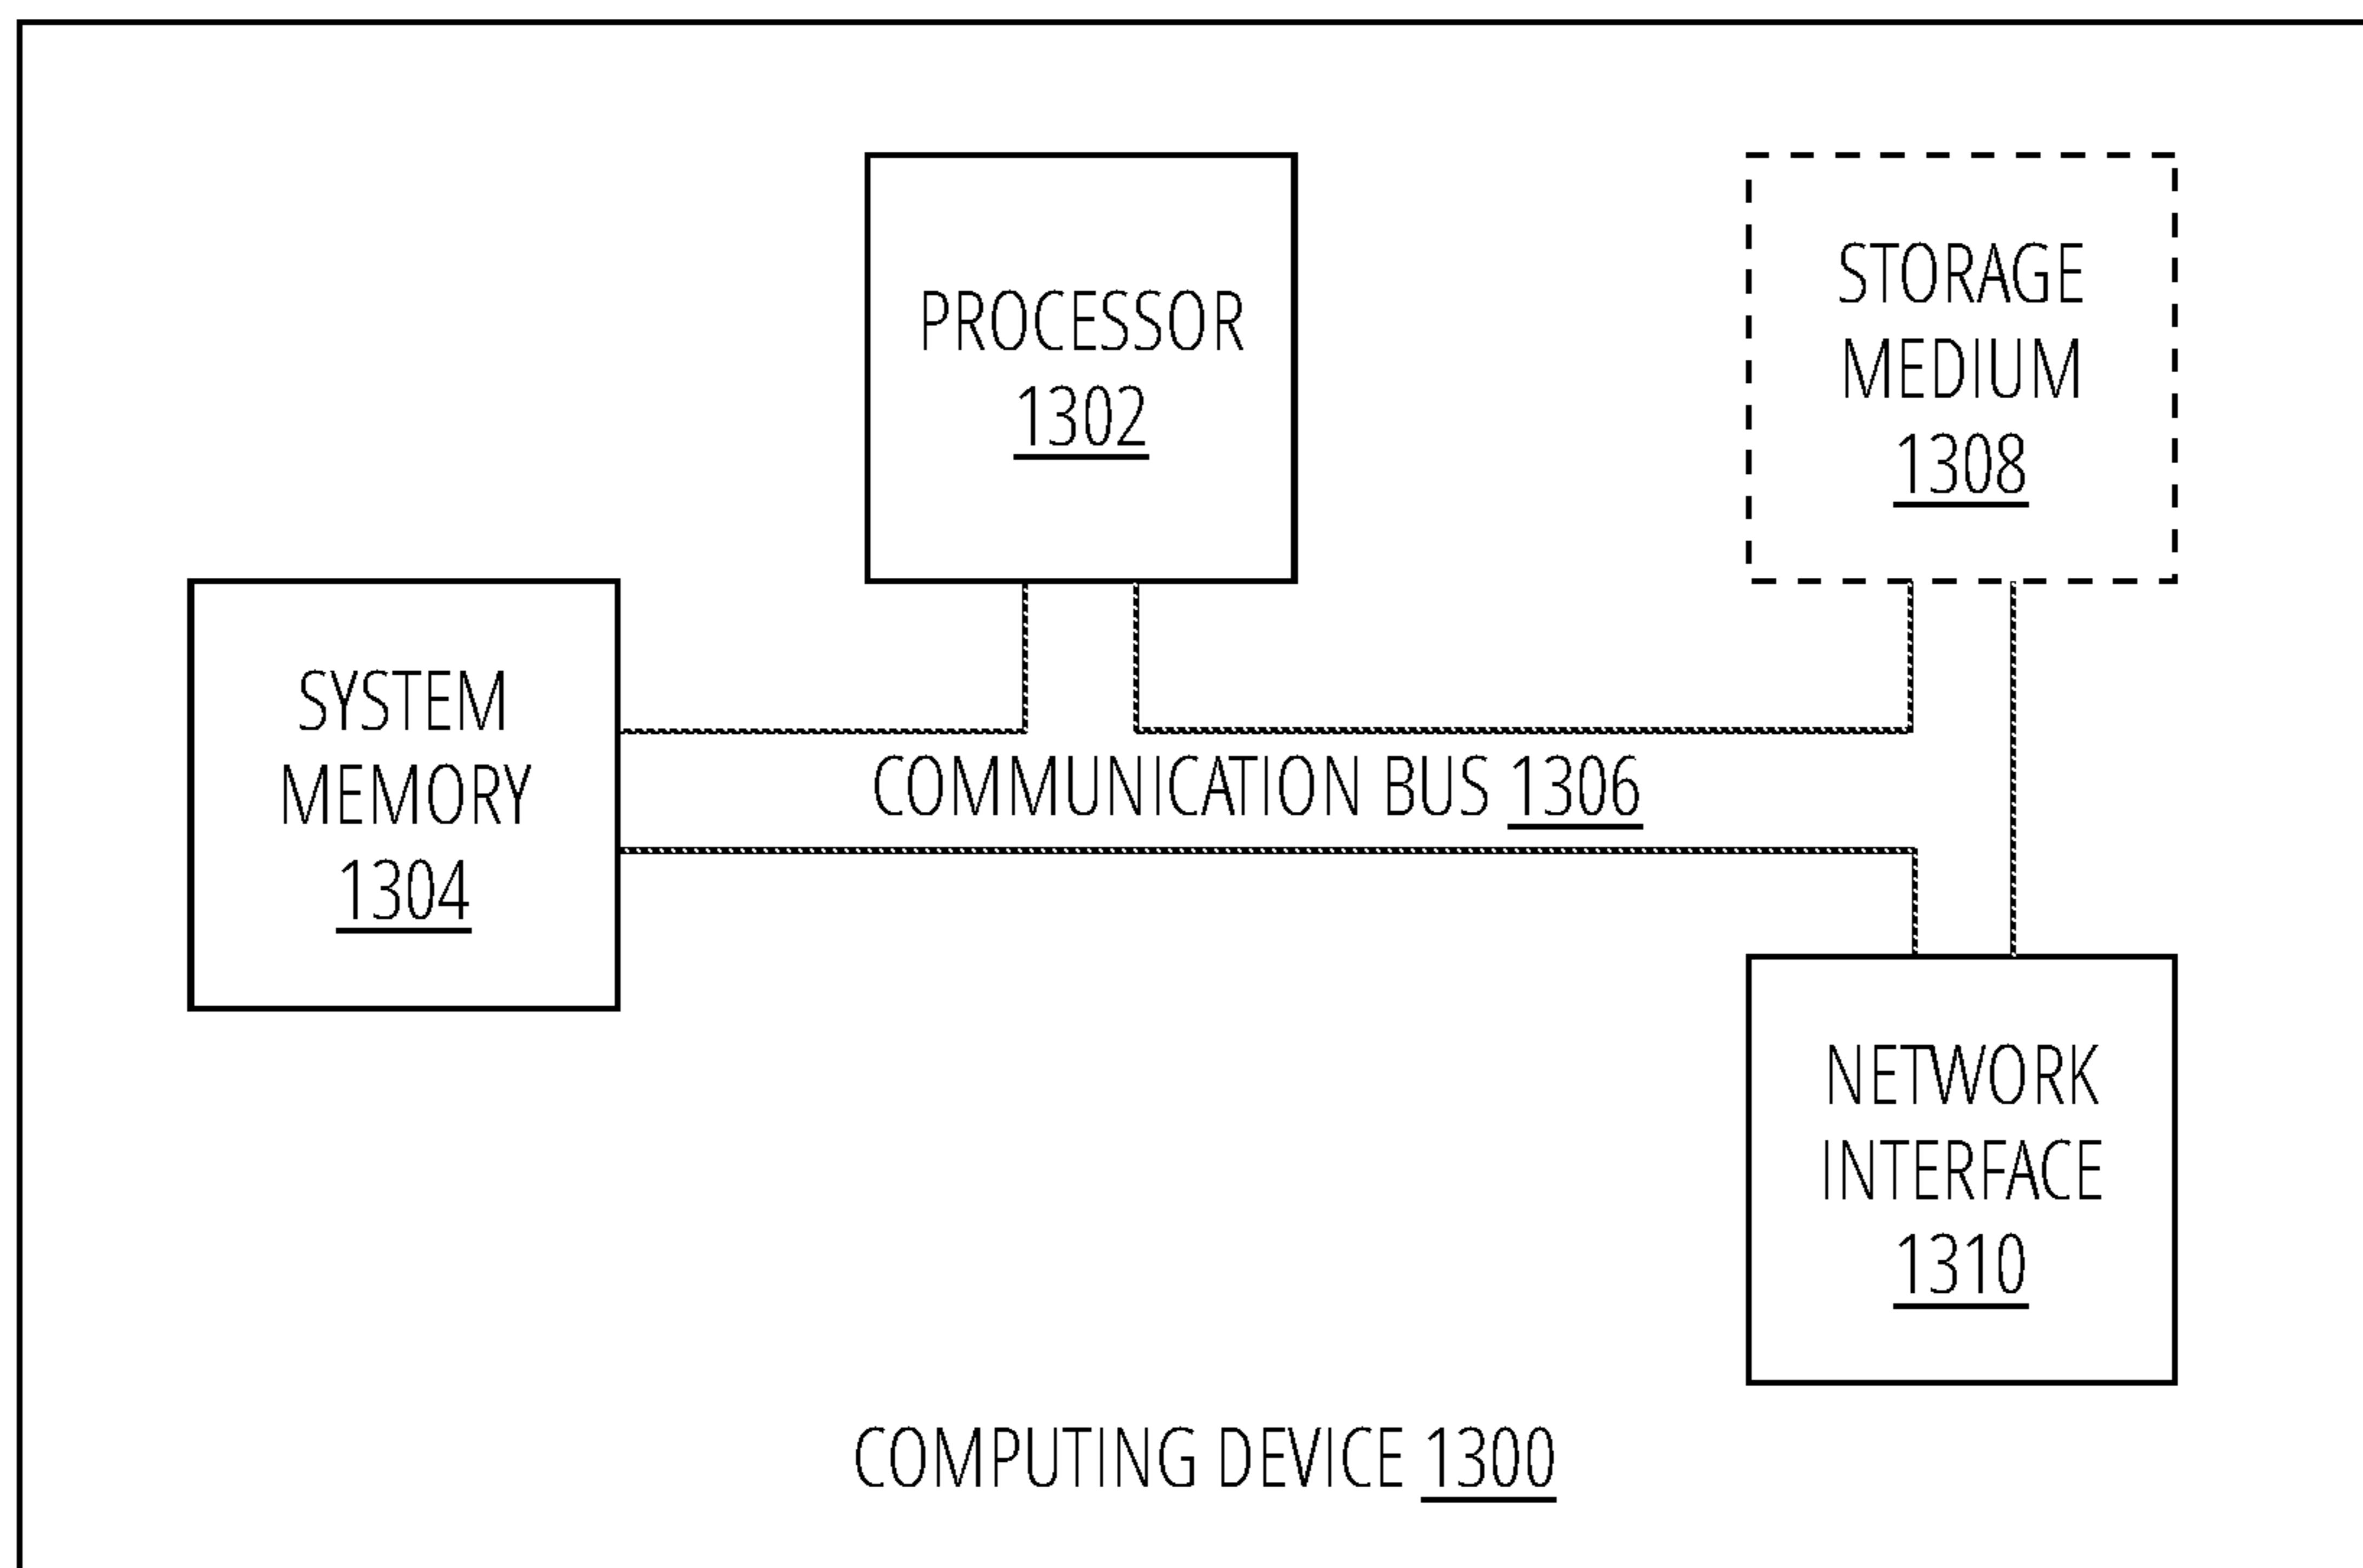 PROCESSOR
1302
STORAGE
MEDIUM
1308
SYSTEM
MEMORY
1304
COMMUNICATION BUS 1306
NETWORK
INTERFACE
1310
COMPUTING DEVICE 1300